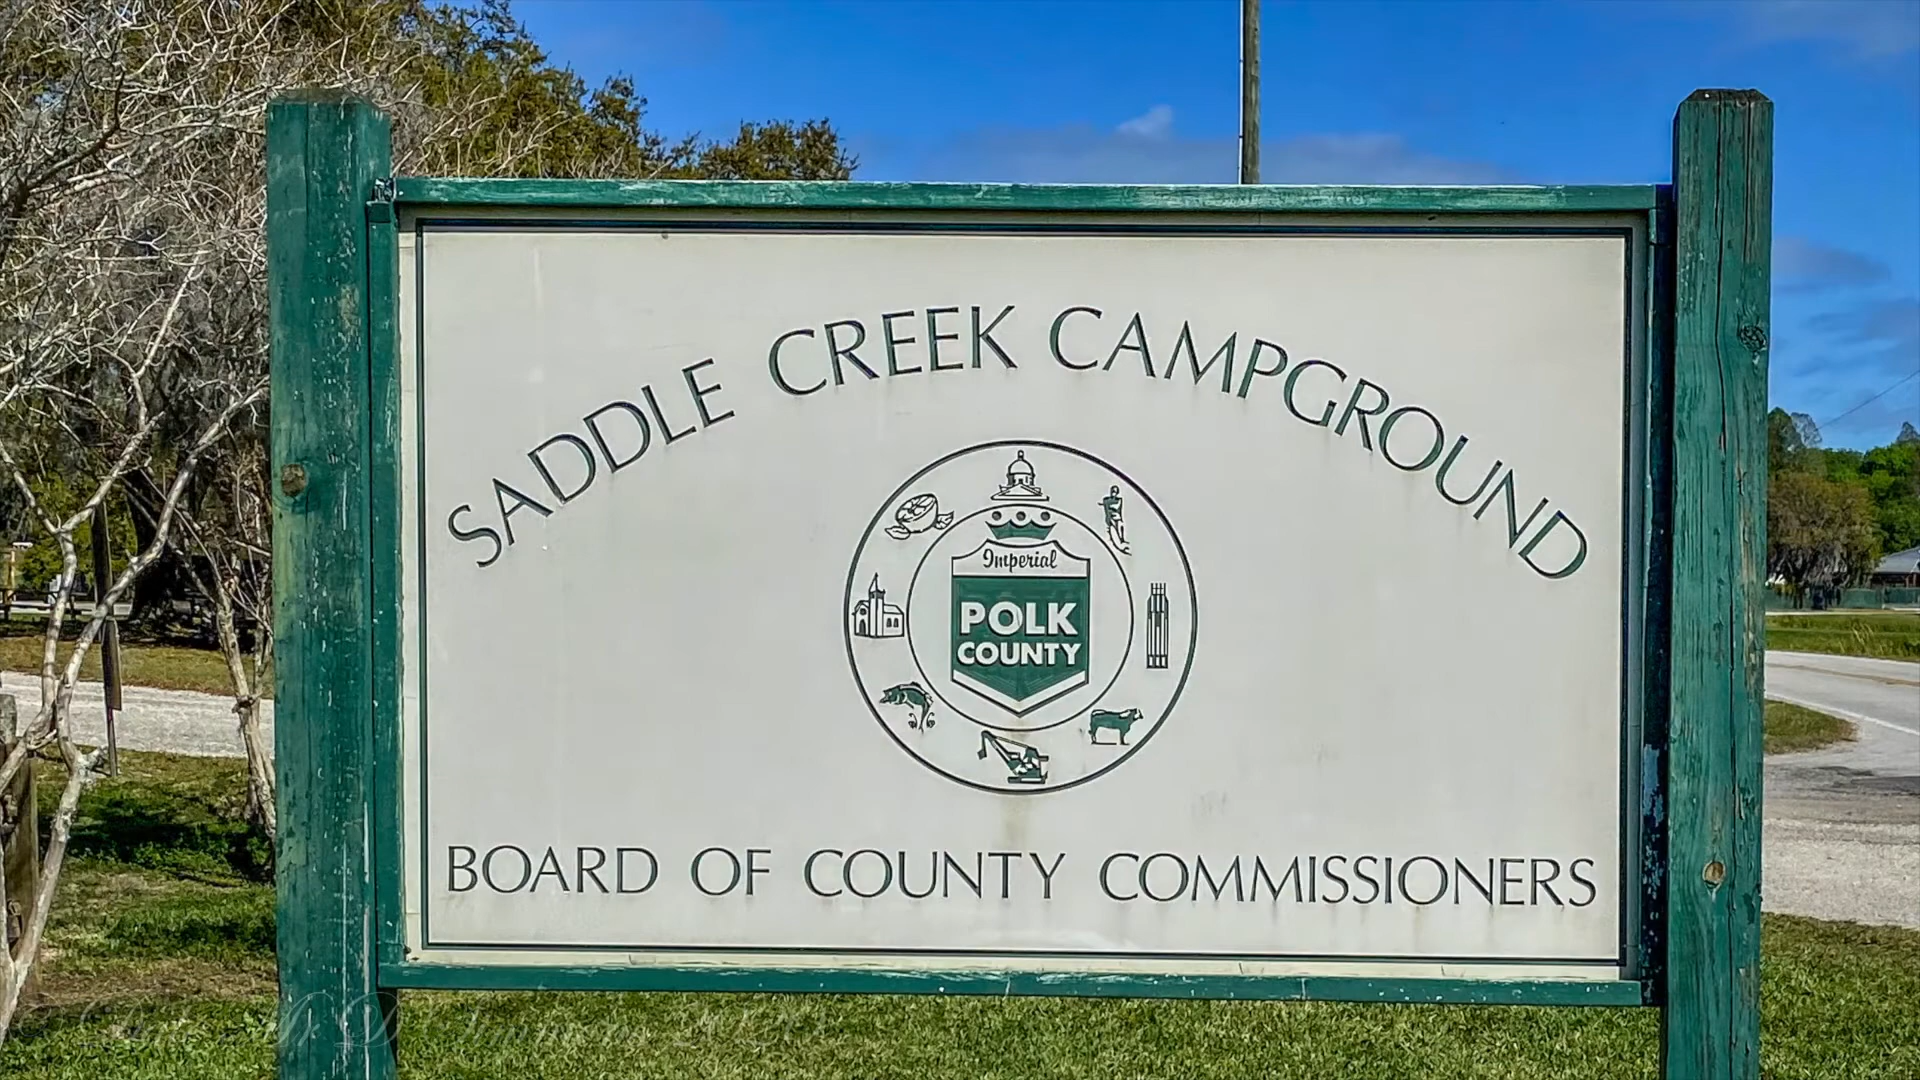 SADDLE CREEK CAMPGROUND
Imperial
POLK
COUNTY
BOARD OF COUNTY COMMISSIONERS